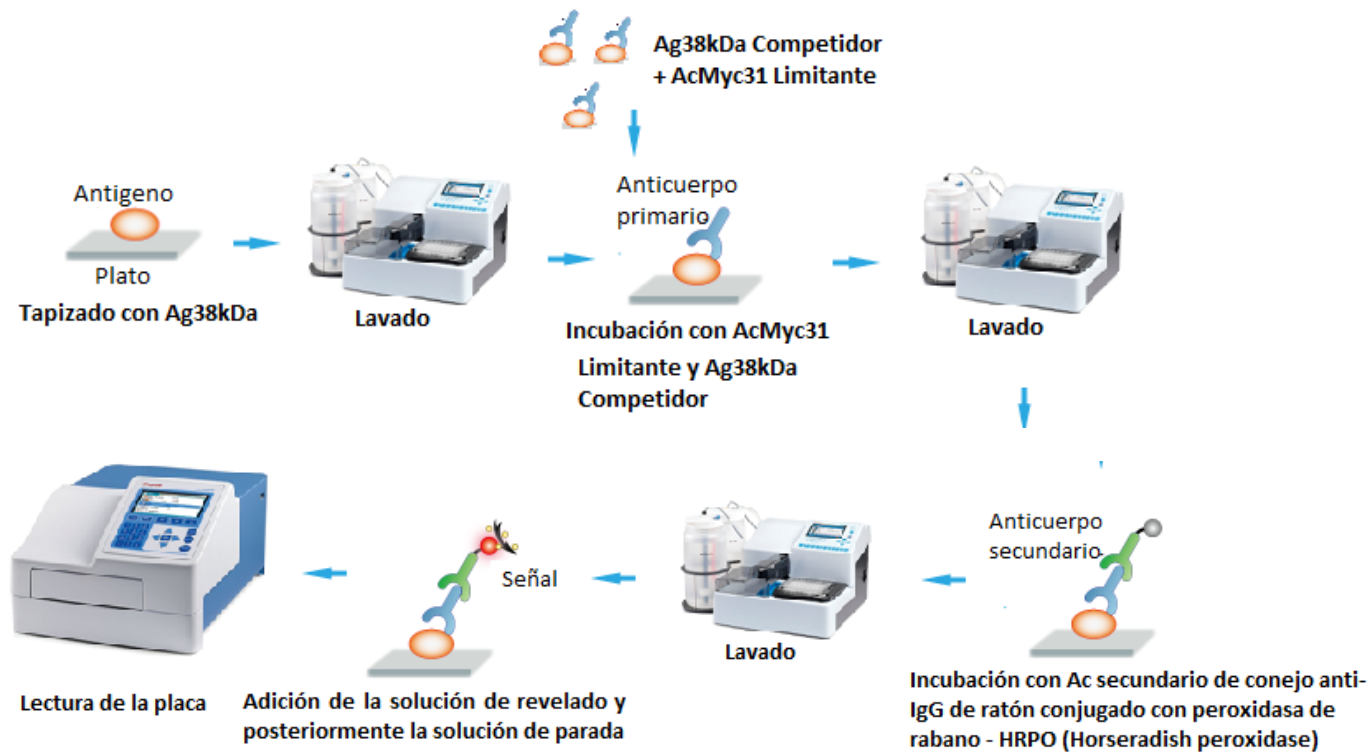 Ag38kDa Competidor
+ AcMyc31 Limitante
Antigeno
Plato
Tapizado con Ag38kDa
Lavado
Anticuerpo
primario
Incubación con AcMyc31
Limitante y Ag38kDa
Competidor
Lavado
Anticuerpo
secundario
Incubación con Ac secundario de conejo anti-
IgG de ratón conjugado con peroxidasa de
rabano - HRPO (Horseradish peroxidase)
Lavado
Señal
Adición de la solución de revelado y
posteriormente la solución de parada
Lectura de la placa